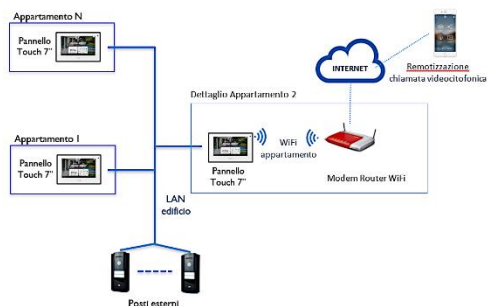 Appartamento N
Pannello
Touch 7"
INTERNET
Remotizzazione
chiamata videocitofonica
Dettaglio Appartamento 2
Appartamento 1
Pannello
Touch 7"
WiFi
appartamento
Pannello
Touch 7"
Modem Router WiFi
LAN
edificio
Posti esterni